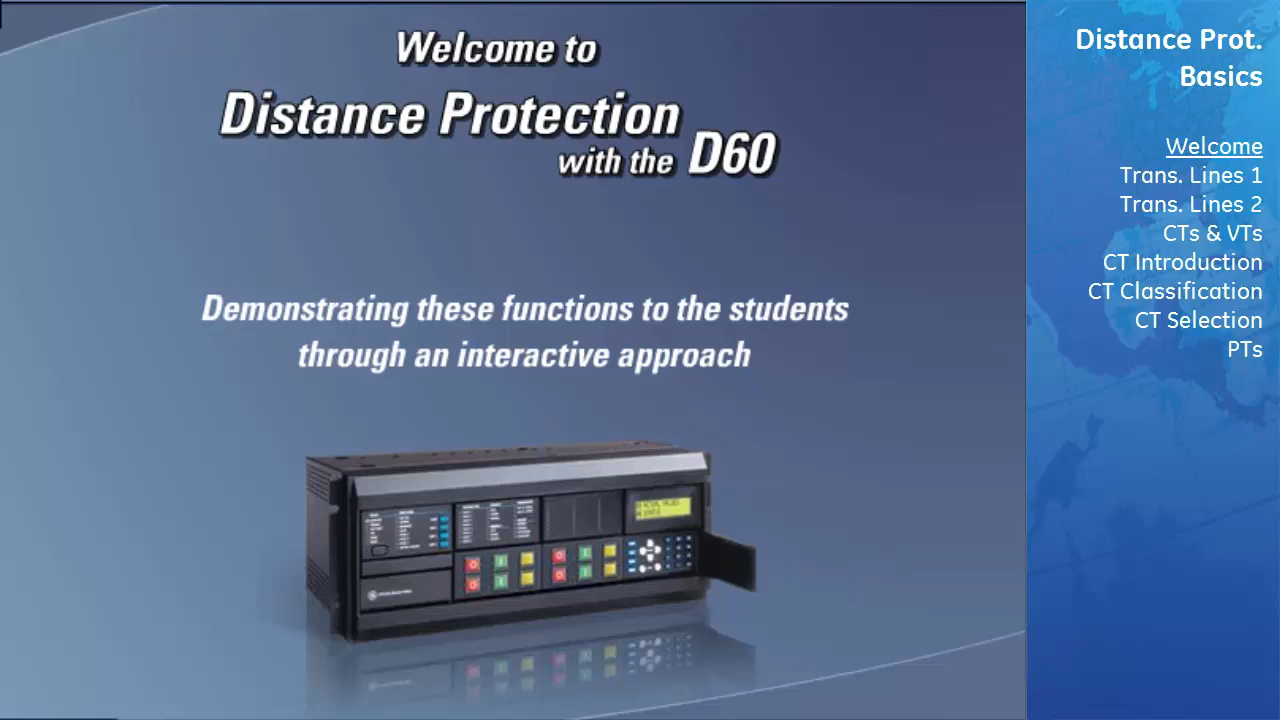 Welcome to
Distance Protection
with the D60
Demonstrating these functions to the students
through an interactive approach
Distance Prot.
Basics
Welcome
Trans. Lines 1
Trans. Lines 2
CTs & VTs
CT Introduction
CT Classification
CT Selection
PTs